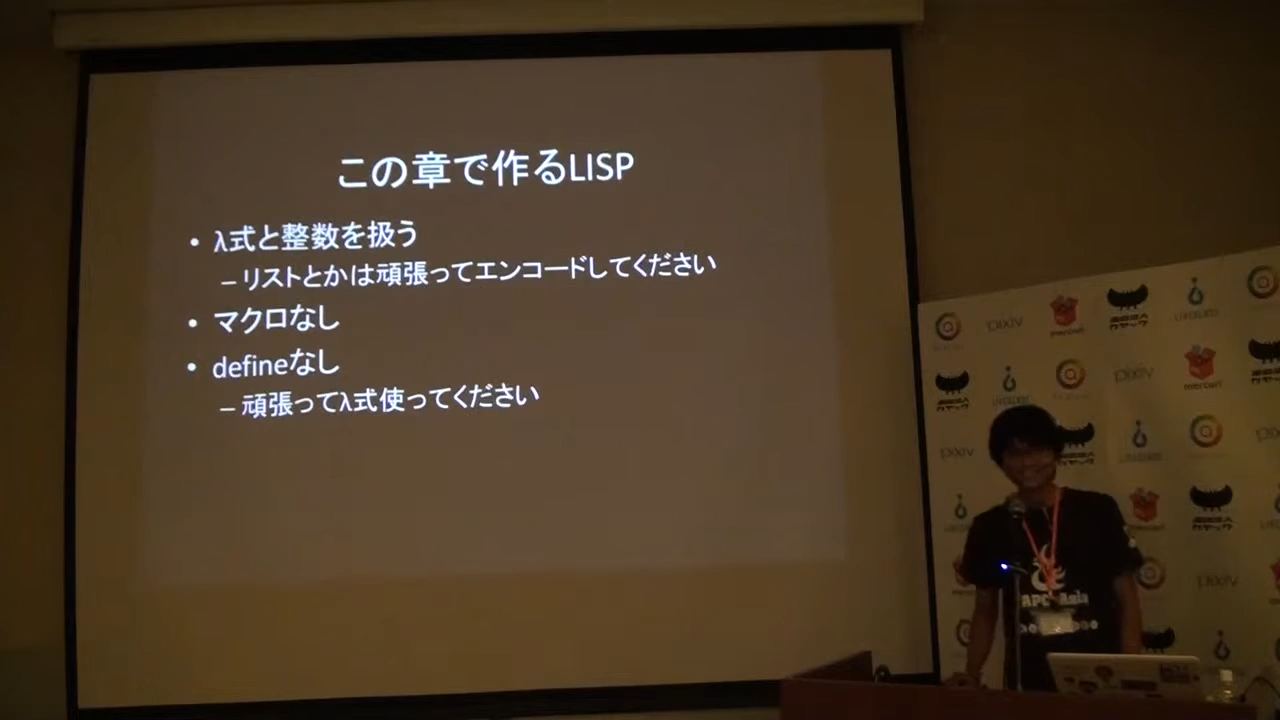 この章で作るLISP
• λ式と整数を扱う
– リストとかは頑張ってエンコードしてください
• マクロなし
• defineなし
– 頑張ってλ式使ってください
pixiv
mercari
pixiv
mercari
pixiv
pixiv
Asia